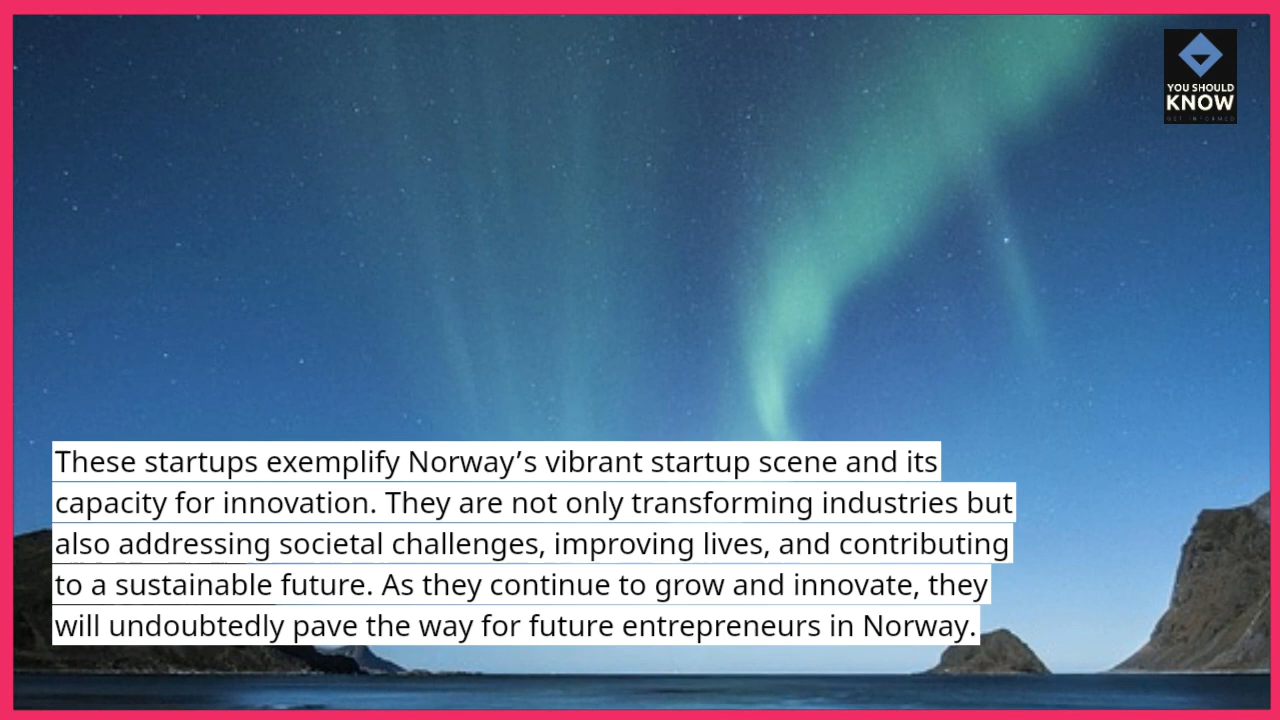 YOU SHOULD
KNOW
GET INFORMED
These startups exemplify Norway’s vibrant startup scene and its
capacity for innovation. They are not only transforming industries but
also addressing societal challenges, improving lives, and contributing
to a sustainable future. As they continue to grow and innovate, they
will undoubtedly pave the way for future entrepreneurs in Norway.